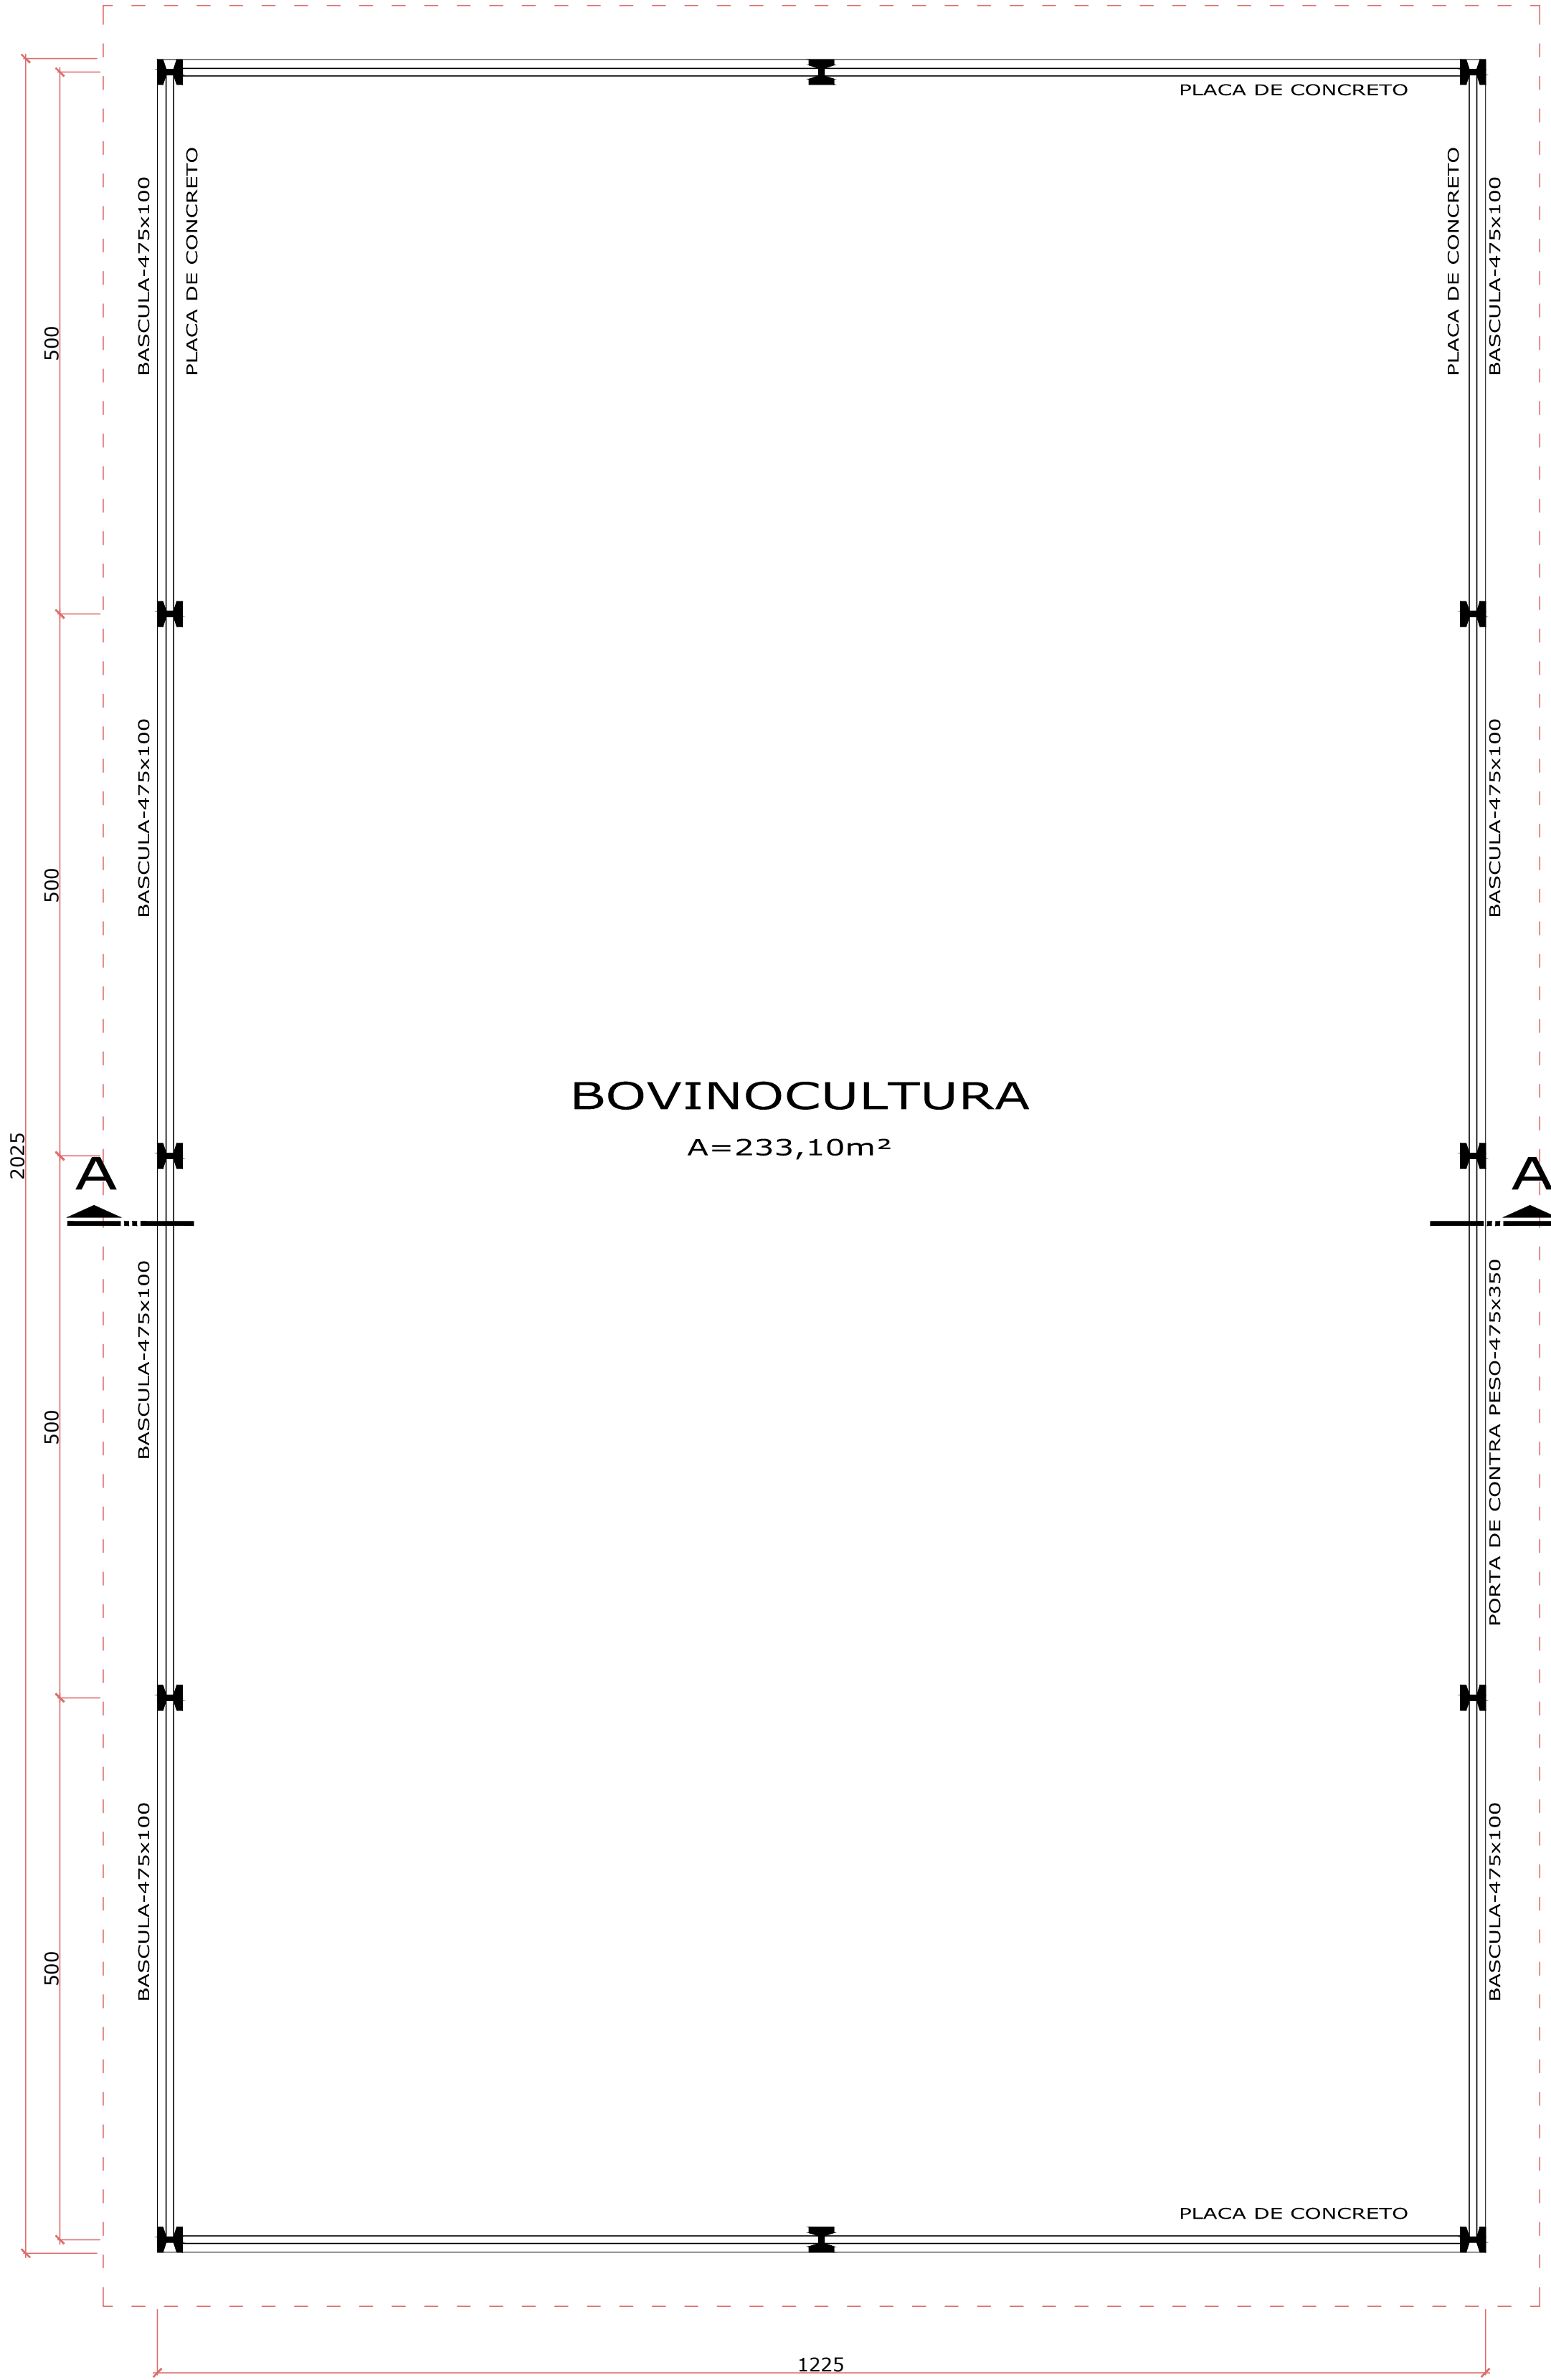 PLACA DE CONCRETO
BASCULA-475x100
PLACA DE CONCRETO
PLACA DE CONCRETO
BASCULA-475x100
500
BASCULA-475x100
BASCULA-475x100
500
BOVINOCULTURA
A=233,10m²
2025
A
A
BASCULA-475x100
PORTA DE CONTRA PESO-475x350
500
BASCULA-475x100
BASCULA-475x100
500
PLACA DE CONCRETO
1225